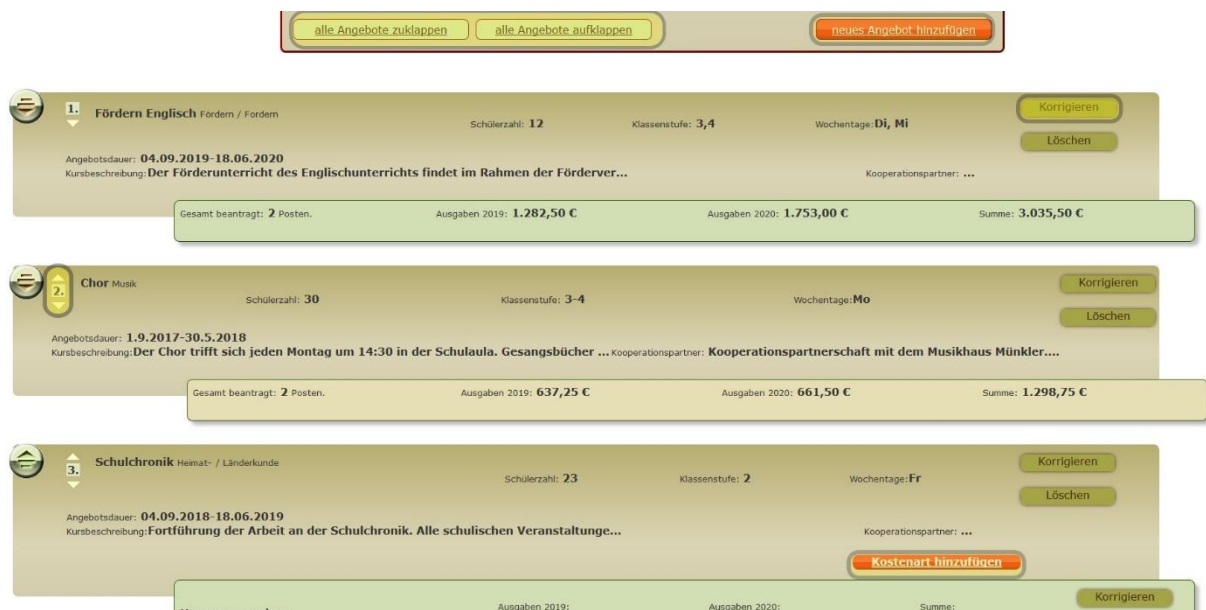 alle Angebote zuklappen alle Angebote aufklappen neues Angebot hinzufügen
1. Fördern Englisch Fördern / Fordern
Schülerzahl: 12 Klassenstufe: 3,4 Wochentage:Di, Mi
Korrigieren
Löschen
Angebotsdauer: 04.09.2019-18.06.2020
Kursbeschreibung:Der Förderunterricht des Englischunterrichts findet im Rahmen der Förderver... Kooperationspartner: ...
Gesamt beantragt: 2 Posten. Ausgaben 2019: 1.282,50 € Ausgaben 2020: 1.753,00 € Summe: 3.035,50 €
2. Chor Musik
Schülerzahl: 30 Klassenstufe: 3-4 Wochentage:Mo
Korrigieren
Löschen
Angebotsdauer: 1.9.2017-30.5.2018
Kursbeschreibung:Der Chor trifft sich jeden Montag um 14:30 in der Schulaula. Gesangsbücher ... Kooperationspartner: Kooperationspartnerschaft mit dem Musikhaus Münkler....
Gesamt beantragt: 2 Posten. Ausgaben 2019: 637,25 € Ausgaben 2020: 661,50 € Summe: 1.298,75 €
3. Schulchronik Heimat- / Länderkunde
Schülerzahl: 23 Klassenstufe: 2 Wochentage:Fr
Korrigieren
Löschen
Angebotsdauer: 04.09.2018-18.06.2019
Kursbeschreibung:Fortführung der Arbeit an der Schulchronik. Alle schulischen Veranstaltunge... Kooperationspartner: ...
Kostenart hinzufügen
Korrigieren
Ausgaben 2019: Ausgaben 2020: Summe: